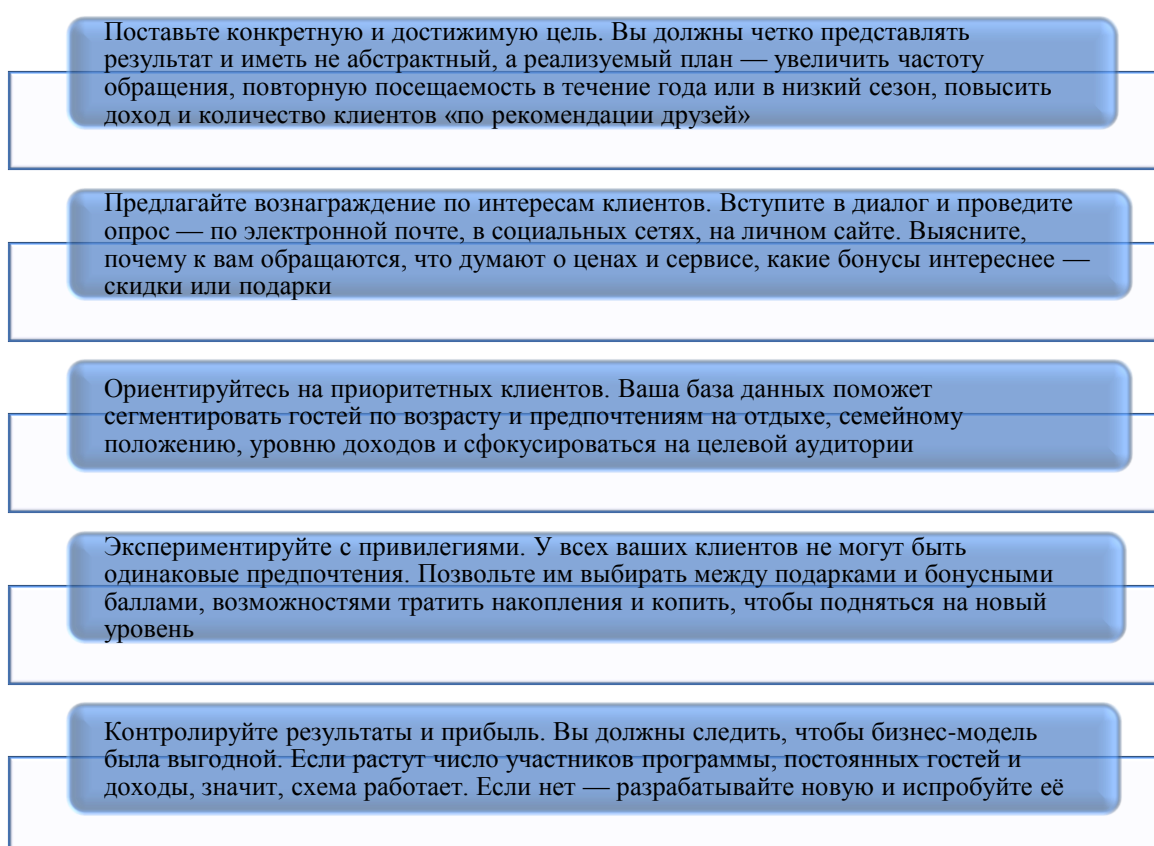 Поставьте конкретную и достижимую цель. Вы должны четко представлять
результат и иметь не абстрактный, а реализуемый план — увеличить частоту
обращения, повторную посещаемость в течение года или в низкий сезон, повысить
доход и количество клиентов «по рекомендации друзей»
Предлагайте вознаграждение по интересам клиентов. Вступите в диалог и проведите
опрос — по электронной почте, в социальных сетях, на личном сайте. Выясните,
почему к вам обращаются, что думают о ценах и сервисе, какие бонусы интереснее —
скидки или подарки
Ориентируйтесь на приоритетных клиентов. Ваша база данных поможет
сегментировать гостей по возрасту и предпочтениям на отдыхе, семейному
положению, уровню доходов и сфокусироваться на целевой аудитории
Экспериментируйте с привилегиями. У всех ваших клиентов не могут быть
одинаковые предпочтения. Позвольте им выбирать между подарками и бонусными
баллами, возможностями тратить накопления и копить, чтобы подняться на новый
уровень
Контролируйте результаты и прибыль. Вы должны следить, чтобы бизнес-модель
была выгодной. Если растут число участников программы, постоянных гостей и
доходы, значит, схема работает. Если нет — разрабатывайте новую и испробуйте её